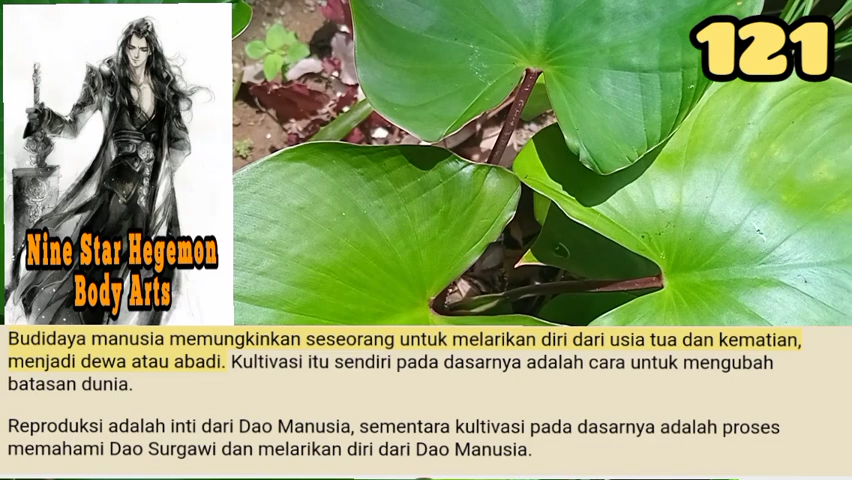 121
Nine Star Hegemon
Body Arts
Budidaya manusia memungkinkan seseorang untuk melarikan diri dari usia tua dan kematian,
menjadi dewa atau abadi. Kultivasi itu sendiri pada dasarnya adalah cara untuk mengubah
batasan dunia.
Reproduksi adalah inti dari Dao Manusia, sementara kultivasi pada dasarnya adalah proses
memahami Dao Surgawi dan melarikan diri dari Dao Manusia.